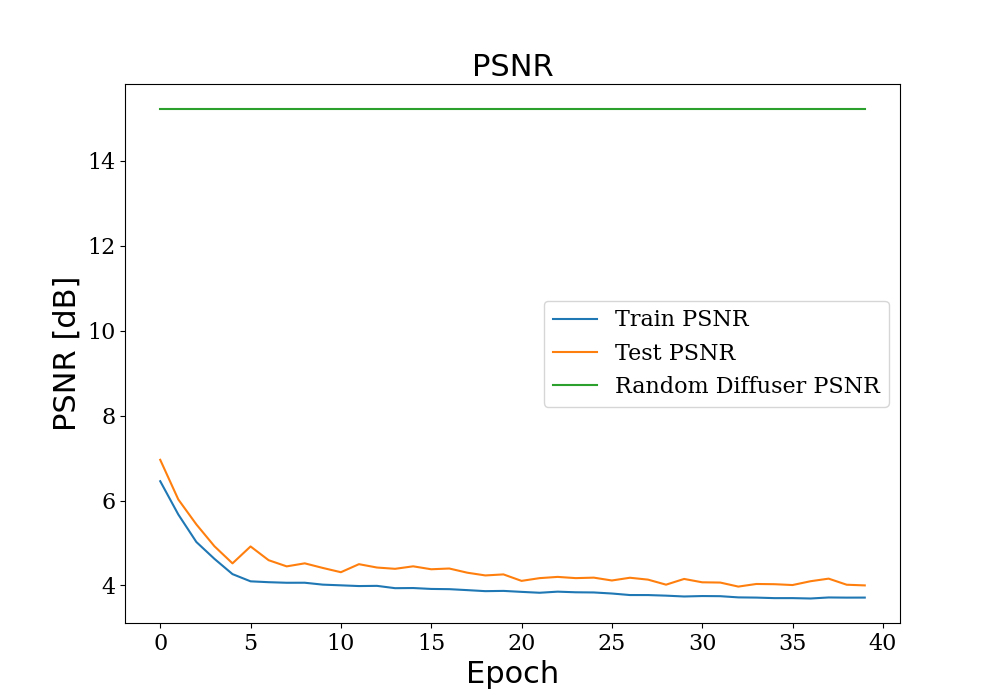 PSNR
14
12
10
8
6
4
PSNR [dB]
Train PSNR
Test PSNR
Random Diffuser PSNR
0 5 10 15 20 25 30 35 40
Epoch